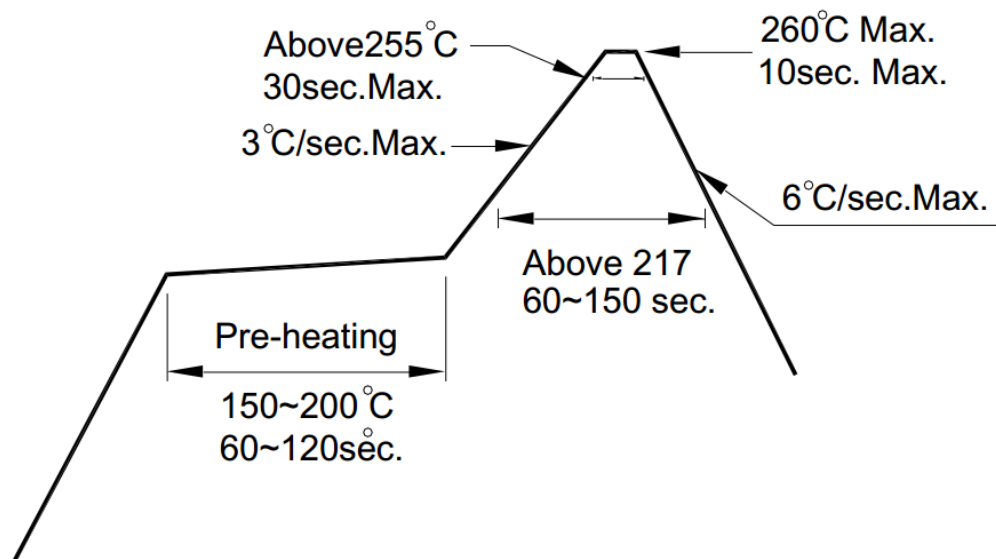 Above255°C
30sec.Max.
260°C Max.
10sec. Max.
3°C/sec.Max.
6°C/sec.Max.
Above 217
60~150 sec.
Pre-heating
150~200°C
60~120sec.